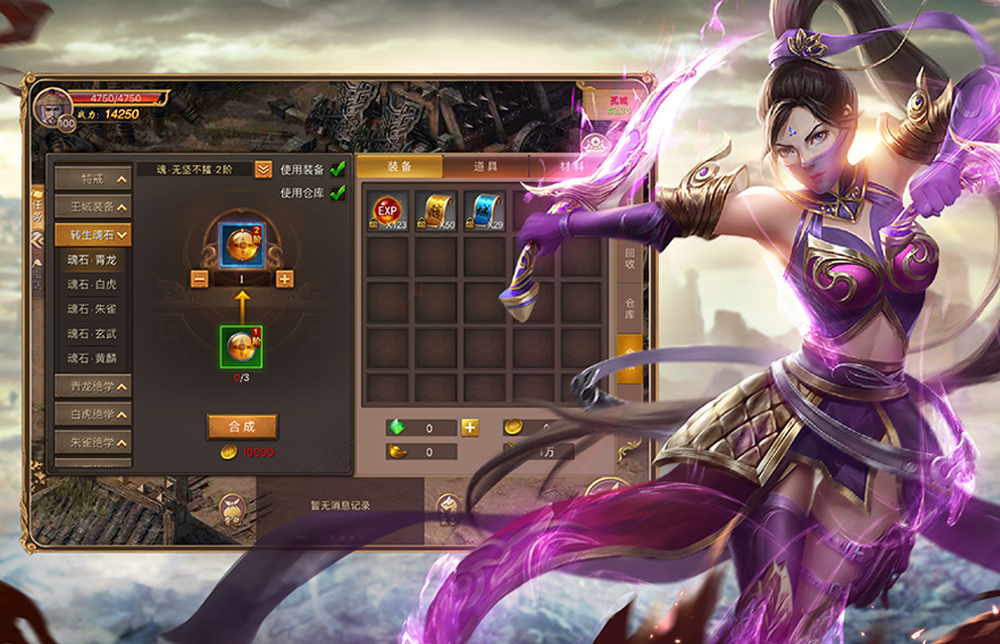 4750/4750
100
战力：14250
孤城
任务
魂·无坚不摧·2阶
使用装备
使用仓库
特戒
王城装备
转生魂石
魂石·青龙
魂石·白虎
魂石·朱雀
魂石·玄武
魂石·黄麟
青龙绝学
白虎绝学
朱雀绝学
2阶
1
1阶
0/3
合成
10000
装备
道具
材料
EXP
X123
X50
X29
回收
仓库
0
0
0
万
暂无消息记录